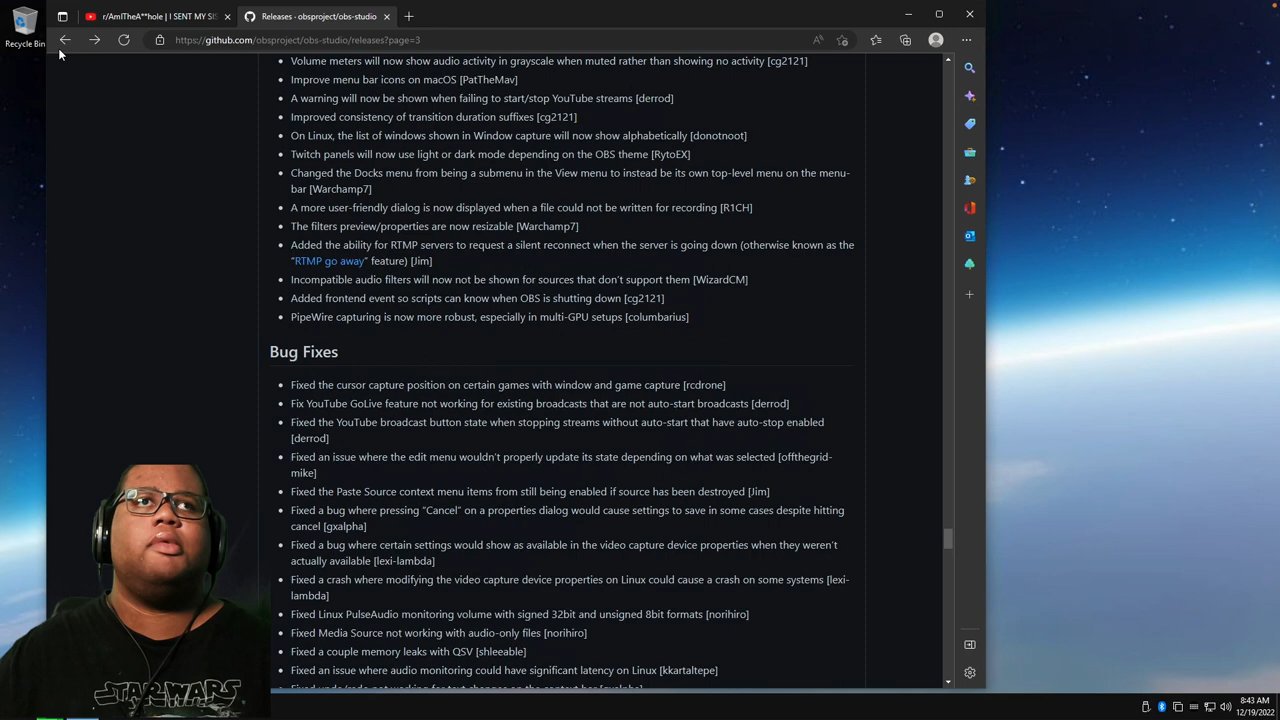 Recycle Bin
r/AmITheA**hole | I SENT MY SIS
Releases · obsproject/obs-studio
https://github.com/obsproject/obs-studio/releases?page=3
• Volume meters will now show audio activity in grayscale when muted rather than showing no activity [cg2121]
• Improve menu bar icons on macOS [PatTheMav]
• A warning will now be shown when failing to start/stop YouTube streams [derrod]
• Improved consistency of transition duration suffixes [cg2121]
• On Linux, the list of windows shown in Window capture will now show alphabetically [donotnoot]
• Twitch panels will now use light or dark mode depending on the OBS theme [RytoEX]
• Changed the Docks menu from being a submenu in the View menu to instead be its own top-level menu on the menu-
bar [Warchamp7]
• A more user-friendly dialog is now displayed when a file could not be written for recording [R1CH]
• The filters preview/properties are now resizable [Warchamp7]
• Added the ability for RTMP servers to request a silent reconnect when the server is going down (otherwise known as the
“RTMP go away” feature) [Jim]
• Incompatible audio filters will now not be shown for sources that don't support them [WizardCM]
• Added frontend event so scripts can know when OBS is shutting down [cg2121]
• PipeWire capturing is now more robust, especially in multi-GPU setups [columbarius]
Bug Fixes
• Fixed the cursor capture position on certain games with window and game capture [rcdrone]
• Fix YouTube GoLive feature not working for existing broadcasts that are not auto-start broadcasts [derrod]
• Fixed the YouTube broadcast button state when stopping streams without auto-start that have auto-stop enabled
[derrod]
• Fixed an issue where the edit menu wouldn't properly update its state depending on what was selected [offthegrid-
mike]
• Fixed the Paste Source context menu items from still being enabled if source has been destroyed [Jim]
• Fixed a bug where pressing “Cancel” on a properties dialog would cause settings to save in some cases despite hitting
cancel [gxalpha]
• Fixed a bug where certain settings would show as available in the video capture device properties when they weren't
actually available [lexi-lambda]
• Fixed a crash where modifying the video capture device properties on Linux could cause a crash on some systems [lexi-
lambda]
• Fixed Linux PulseAudio monitoring volume with signed 32bit and unsigned 8bit formats [norihiro]
• Fixed Media Source not working with audio-only files [norihiro]
• Fixed a couple memory leaks with QSV [shleeable]
• Fixed an issue where audio monitoring could have significant latency on Linux [kkartaltepe]
• Fixed undo/redo not working for text changes on the context bar [gxalpha]
STAR WARS
8:43 AM
12/19/2022